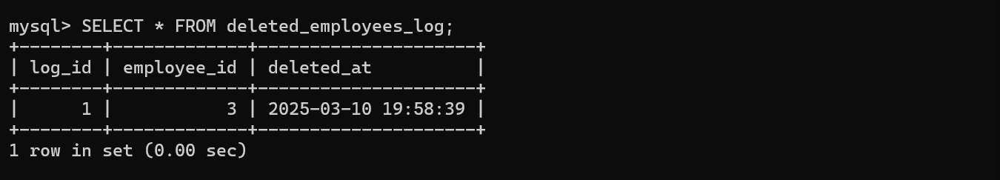 mysql> SELECT * FROM deleted_employees_log;
+--------+-------------+---------------------+
| log_id | employee_id | deleted_at          |
+--------+-------------+---------------------+
|      1 |           3 | 2025-03-10 19:58:39 |
+--------+-------------+---------------------+
1 row in set (0.00 sec)